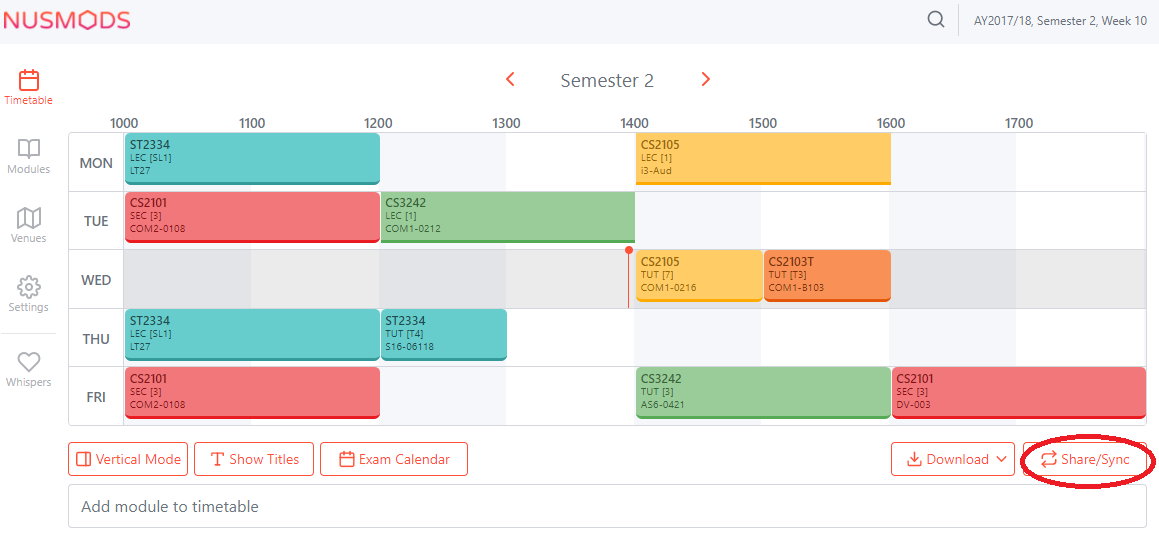 NUSMODS
AY2017/18, Semester 2, Week 10
Timetable
Modules
Venues
Settings
Whispers
Semester 2
1000 1100 1200 1300 1400 1500 1600 1700
MON
ST2334
LEC [SL1]
LT27
CS2105
LEC [1]
i3-Aud
TUE
CS2101
SEC [3]
COM2-0108
CS3242
LEC [1]
COM1-0212
WED
CS2105
TUT [7]
COM1-0216
CS2103T
TUT [T3]
COM1-B103
THU
ST2334
LEC [SL1]
LT27
ST2334
TUT [T4]
S16-06118
FRI
CS2101
SEC [3]
COM2-0108
CS3242
TUT [3]
AS6-0421
CS2101
SEC [3]
DV-003
Vertical Mode Show Titles Exam Calendar Download Share/Sync
Add module to timetable